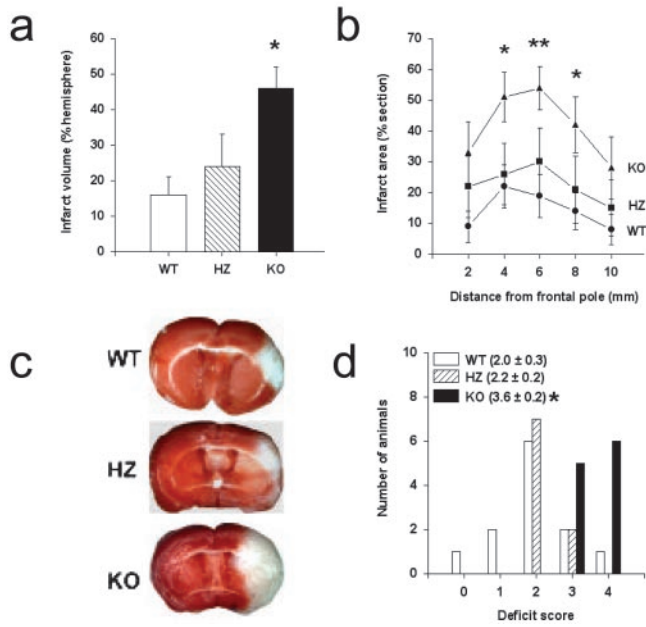 a
Infarct volume (% hemisphere)
60
50
40
30
20
10
0
*
WT HZ KO
b
Infarct area (% section)
70
60
50
40
30
20
10
0
* ** *
KO
HZ
WT
2 4 6 8 10
Distance from frontal pole (mm)
c
WT
HZ
KO
d
WT (2.0 ± 0.3)
HZ (2.2 ± 0.2)
KO (3.6 ± 0.2) *
Number of animals
10
8
6
4
2
0
0 1 2 3 4
Deficit score